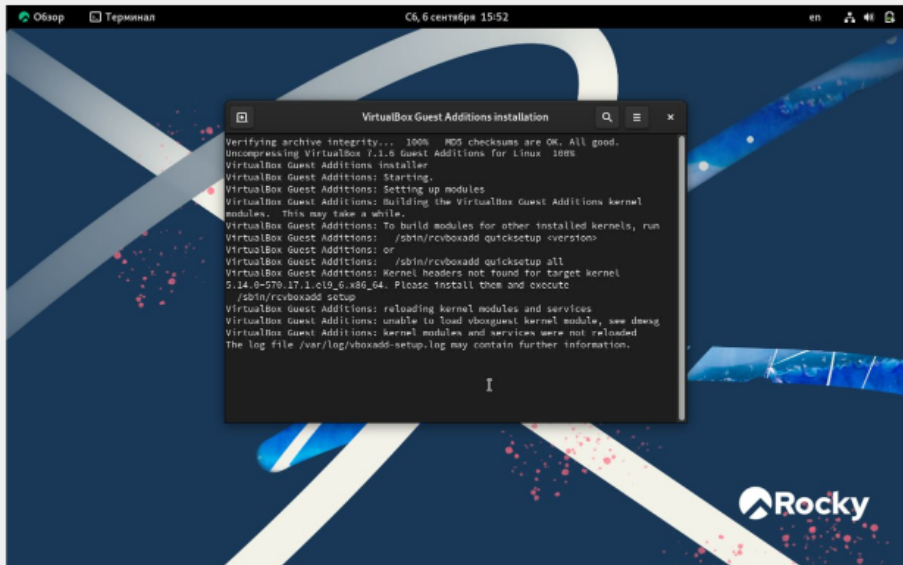 Обзор
Терминал
Сб, 6 сентября 15:52
en
VirtualBox Guest Additions installation
Verifying archive integrity... 100% MD5 checksums are OK. All good.
Uncompressing VirtualBox 7.1.6 Guest Additions for Linux 100%
VirtualBox Guest Additions installer
VirtualBox Guest Additions: Starting.
VirtualBox Guest Additions: Setting up modules
VirtualBox Guest Additions: Building the VirtualBox Guest Additions kernel
modules. This may take a while.
VirtualBox Guest Additions: To build modules for other installed kernels, run
VirtualBox Guest Additions: /sbin/rcvboxadd quicksetup <version>
VirtualBox Guest Additions: or
VirtualBox Guest Additions: /sbin/rcvboxadd quicksetup all
VirtualBox Guest Additions: Kernel headers not found for target kernel
5.14.0-570.17.1.el9_6.x86_64. Please install them and execute
/sbin/rcvboxadd setup
VirtualBox Guest Additions: reloading kernel modules and services
VirtualBox Guest Additions: unable to load vboxguest kernel module, see dmesg
VirtualBox Guest Additions: kernel modules and services were not reloaded
The log file /var/log/vboxadd-setup.log may contain further information.
Rocky